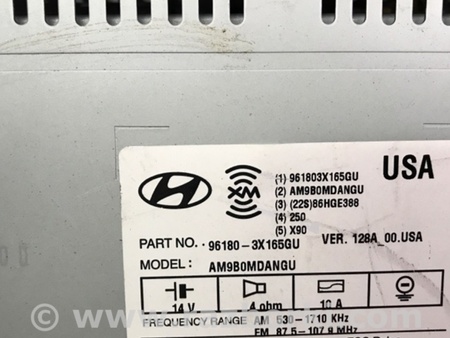 USA
XM
(1) 961803X165GU
(2) AM9B0MDANGU
(3) (22S)86HGE388
(4) 250
(5) X90
PART NO. · 96180 - 3X165GU VER. 128A_00.USA
MODEL: AM9B0MDANGU
14 V 4 ohm 10 A
FREQUENCY RANGE AM 530-1710 KHz
FM 87.5-107.9 MHz